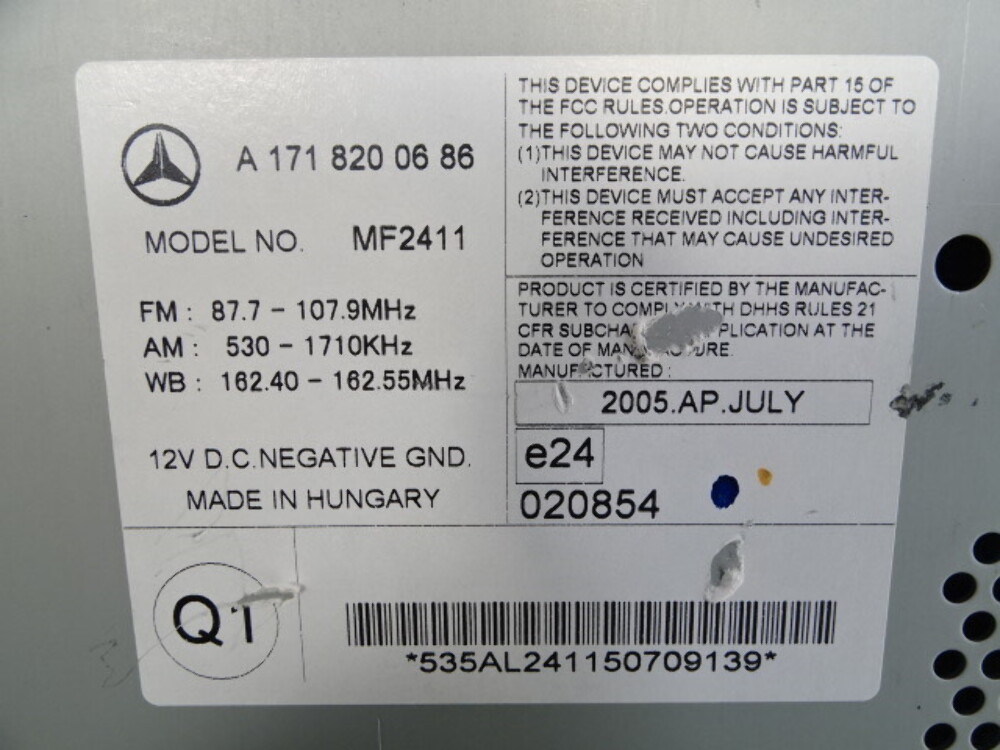 A 171 820 06 86
MODEL NO. MF2411
FM : 87.7 - 107.9MHz
AM : 530 - 1710KHz
WB : 162.40 - 162.55MHz
12V D.C.NEGATIVE GND.
MADE IN HUNGARY
THIS DEVICE COMPLIES WITH PART 15 OF
THE FCC RULES.OPERATION IS SUBJECT TO
THE FOLLOWING TWO CONDITIONS:
(1)THIS DEVICE MAY NOT CAUSE HARMFUL
INTERFERENCE.
(2)THIS DEVICE MUST ACCEPT ANY INTER-
FERENCE RECEIVED INCLUDING INTER-
FERENCE THAT MAY CAUSE UNDESIRED
OPERATION
PRODUCT IS CERTIFIED BY THE MANUFAC-
TURER TO COMPLY WITH DHHS RULES 21
CFR AT THE
DATE OF MANUFACTURE.
MANUFACTURED :
2005.AP.JULY
e24
020854
Q1
*535AL241150709139*